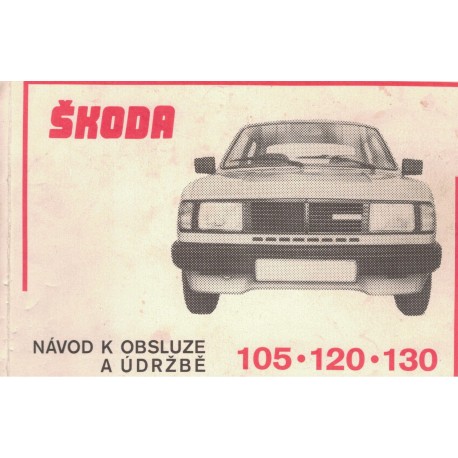 ŠKODA
NÁVOD K OBSLUZE
A ÚDRŽBĚ
105 • 120 • 130